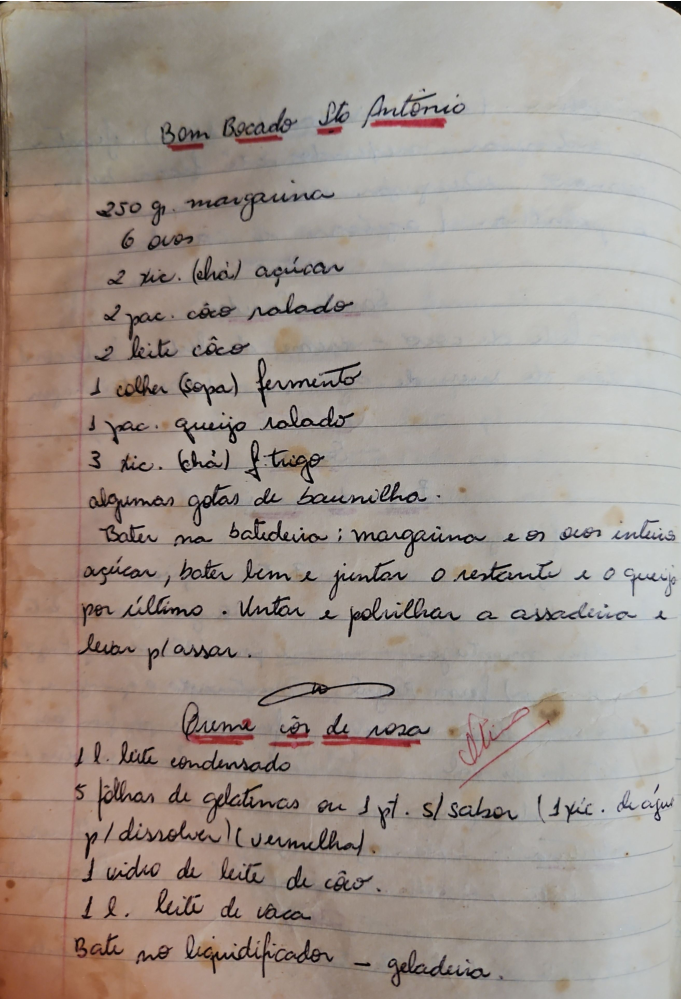 Bom Bocado Sto Antônio
250 gr. margarina
6 ovos
2 xic. (chá) açúcar
2 pac. côco ralado
2 leite côco
1 colher (sopa) fermento
1 pac. queijo ralado
3 xic. (chá) f. trigo
algumas gotas de baunilha.
Bater na batedeira: margarina e os ovos inteiros
açúcar, bater bem e juntar o restante e o queijo
por último. Untar e polvilhar a assadeira e
levar p/ assar.
Creme côr de rosa Ótimo
1 l. leite condensado
5 fôlhas de gelatinas ou 1 pt. s/ sabor (1 xic. de água
p/ dissolver) (vermelha).
1 vidro de leite de côco.
1 l. leite de vaca
Bate no liquidificador - geladeira.